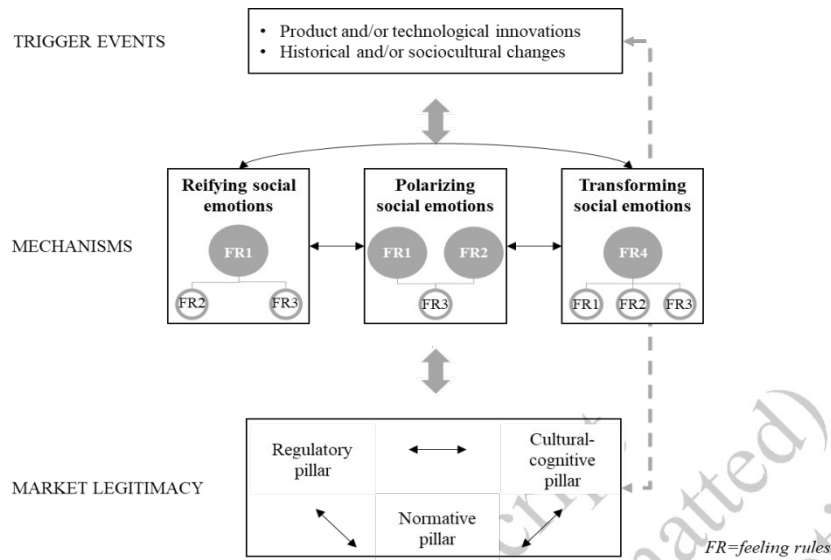 TRIGGER EVENTS
• Product and/or technological innovations
• Historical and/or sociocultural changes
MECHANISMS
Reifying social
emotions
FR1
FR2
FR3
Polarizing
social emotions
FR1
FR2
FR3
Transforming
social emotions
FR4
FR1
FR2
FR3
MARKET LEGITIMACY
Regulatory
pillar
Cultural-
cognitive
pillar
Normative
pillar
FR=feeling rules